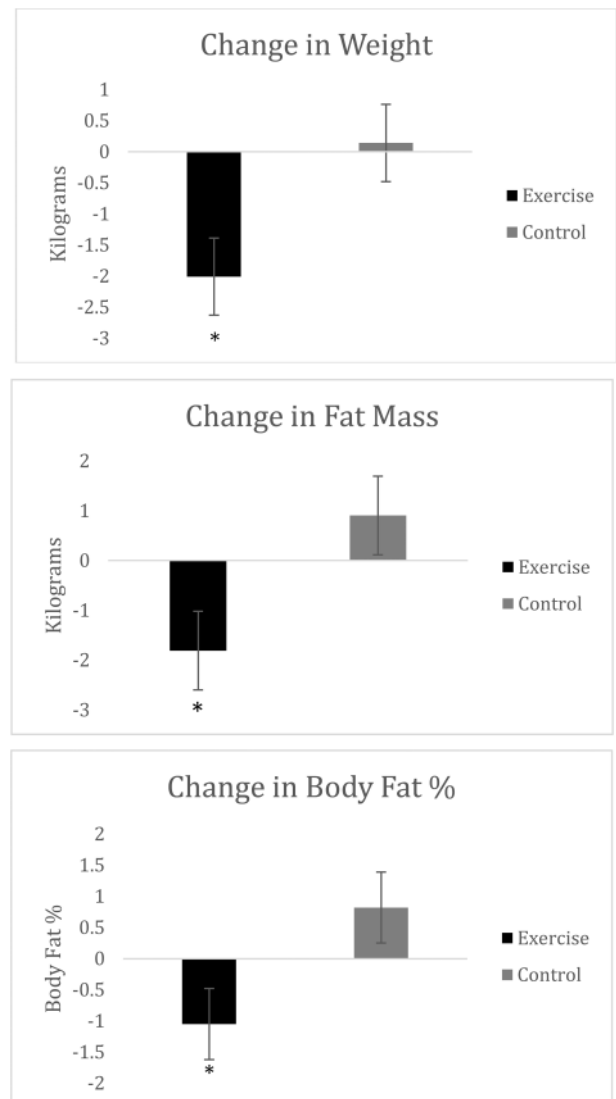 Change in Weight
1
0.5
0
-0.5
-1
-1.5
-2
-2.5
-3
Kilograms
*
Exercise
Control
Change in Fat Mass
2
1
0
-1
-2
-3
Kilograms
*
Exercise
Control
Change in Body Fat %
2
1.5
1
0.5
0
-0.5
-1
-1.5
-2
Body Fat %
*
Exercise
Control